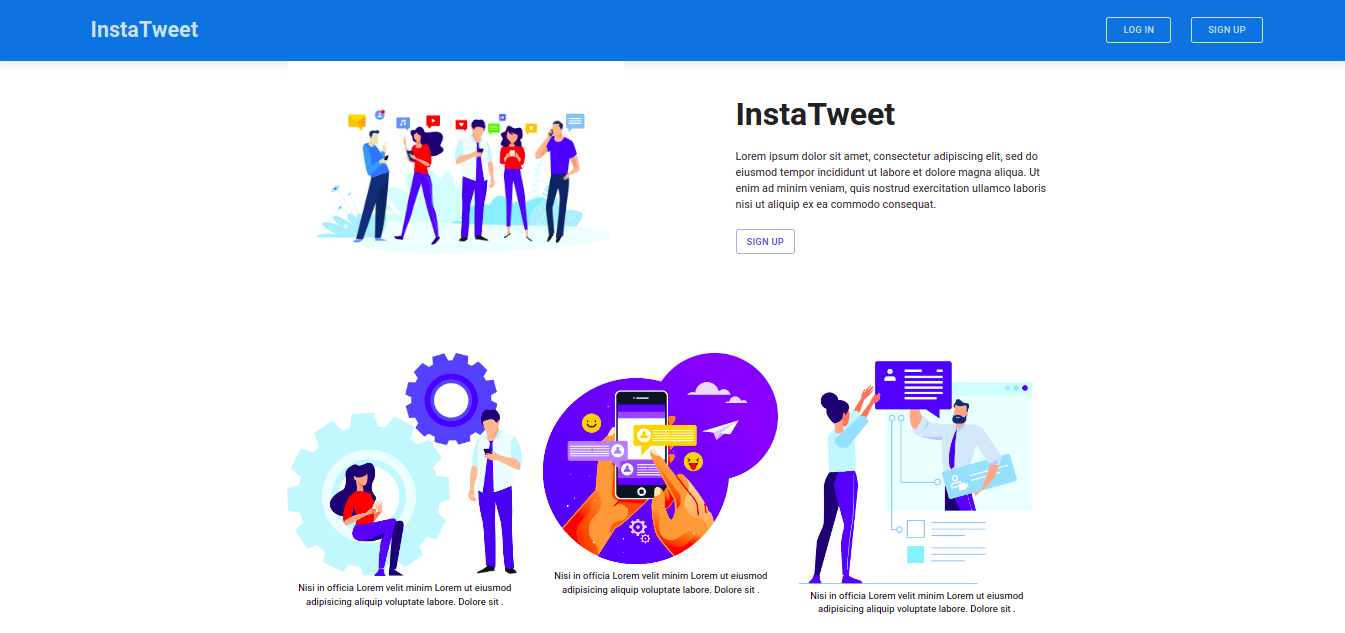 InstaTweet
LOG IN
SIGN UP
InstaTweet
Lorem ipsum dolor sit amet, consectetur adipiscing elit, sed do
eiusmod tempor incididunt ut labore et dolore magna aliqua. Ut
enim ad minim veniam, quis nostrud exercitation ullamco laboris
nisi ut aliquip ex ea commodo consequat.
SIGN UP
Nisi in officia Lorem velit minim Lorem ut eiusmod
adipisicing aliquip voluptate labore. Dolore sit .
Nisi in officia Lorem velit minim Lorem ut eiusmod
adipisicing aliquip voluptate labore. Dolore sit .
Nisi in officia Lorem velit minim Lorem ut eiusmod
adipisicing aliquip voluptate labore. Dolore sit .